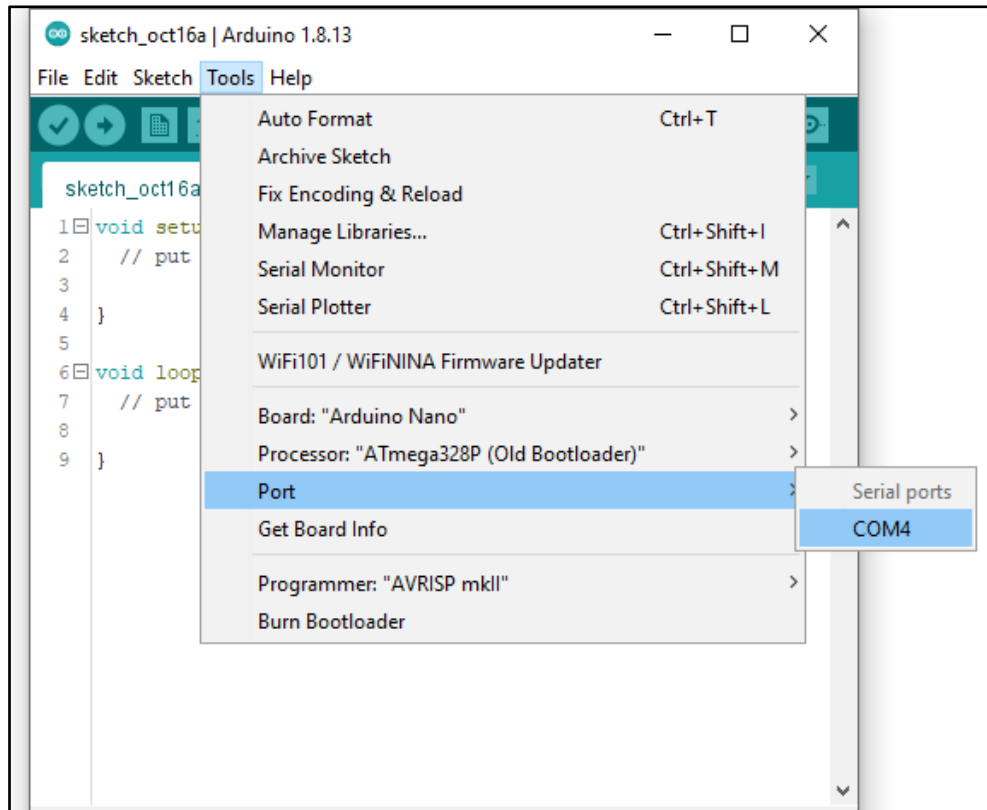 sketch_oct16a | Arduino 1.8.13
File Edit Sketch Tools Help
sketch_oct16a
1 void setu
2 // put
3
4 }
5
6 void loop
7 // put
8
9 }
Auto Format Ctrl+T
Archive Sketch
Fix Encoding & Reload
Manage Libraries... Ctrl+Shift+I
Serial Monitor Ctrl+Shift+M
Serial Plotter Ctrl+Shift+L
WiFi101 / WiFiNINA Firmware Updater
Board: "Arduino Nano"
Processor: "ATmega328P (Old Bootloader)"
Port
Get Board Info
Programmer: "AVRISP mkII"
Burn Bootloader
Serial ports
COM4